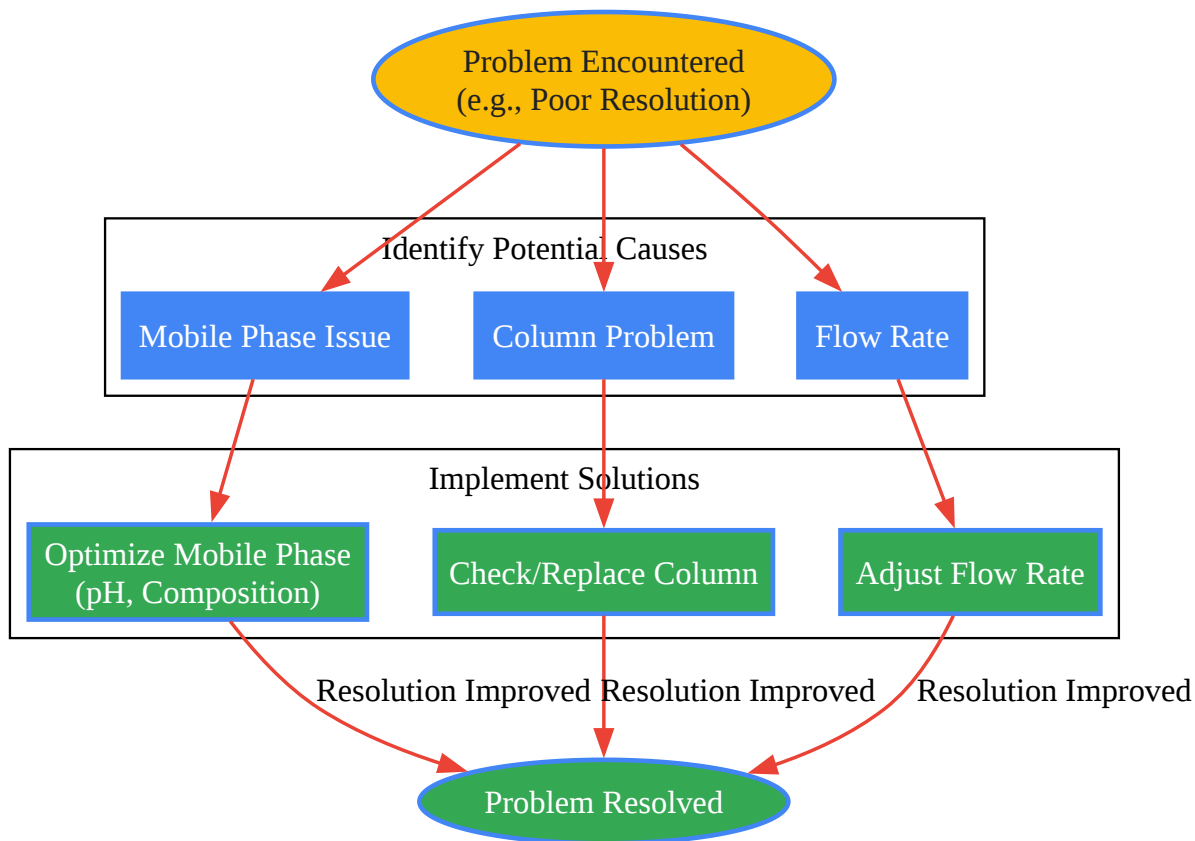 Problem Encountered
(e.g., Poor Resolution)
Identify Potential Causes
Mobile Phase Issue
Column Problem
Flow Rate
Implement Solutions
Optimize Mobile Phase
(pH, Composition)
Check/Replace Column
Adjust Flow Rate
Resolution Improved
Resolution Improved
Resolution Improved
Problem Resolved